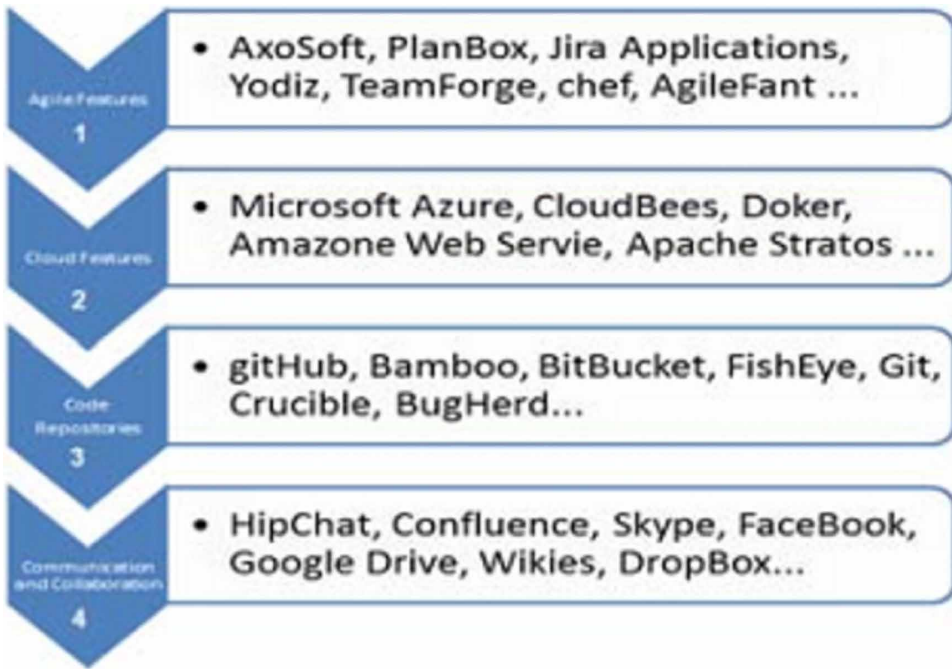 Agile Features
1
• AxoSoft, PlanBox, Jira Applications,
Yodiz, TeamForge, chef, AgileFant ...
Cloud Features
2
• Microsoft Azure, CloudBees, Doker,
Amazone Web Servie, Apache Stratos ...
Code
Repositories
3
• gitHub, Bamboo, BitBucket, FishEye, Git,
Crucible, BugHerd...
Communication
and Collaboration
4
• HipChat, Confluence, Skype, FaceBook,
Google Drive, Wikies, DropBox...